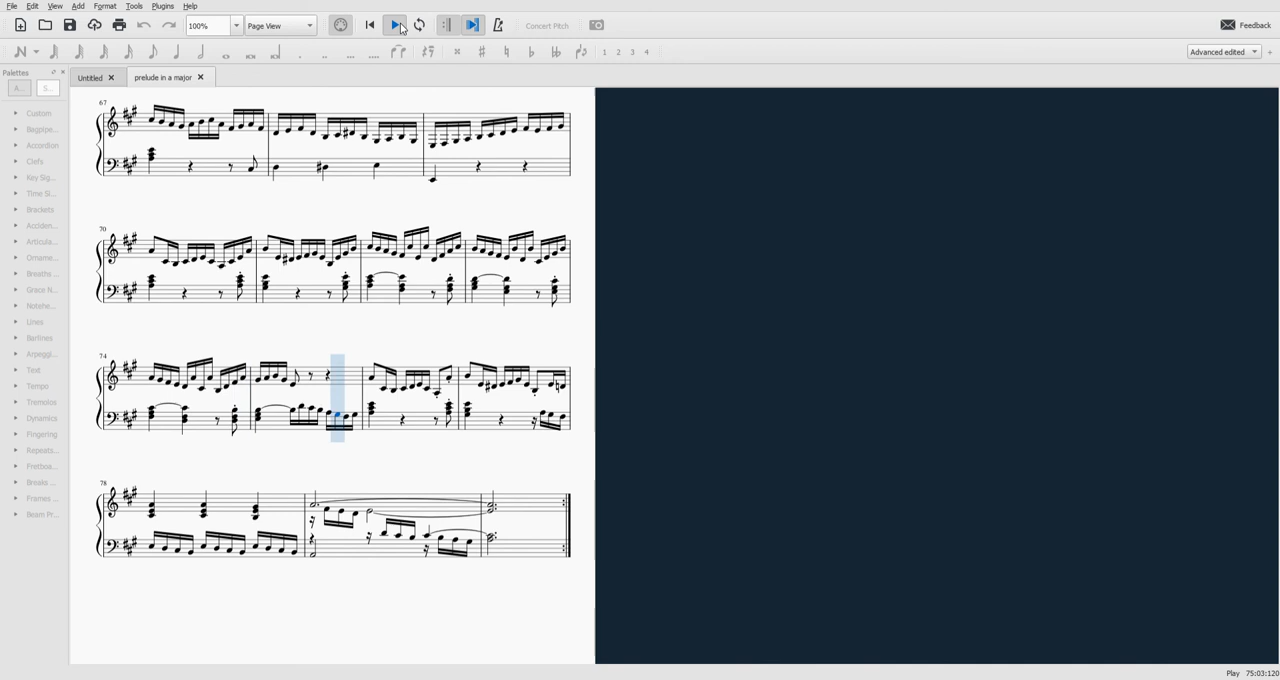 File Edit View Add Format Tools Plugins Help
100% Page View Concert Pitch Feedback
1 2 3 4 Advanced edited +
Palettes
Untitled prelude in a major
A... S...
Custom
Bagpipe...
Accordion
Clefs
Key Sig...
Time Si...
Brackets
Acciden...
Articula...
Orname...
Breaths ...
Grace N...
Notehe...
Lines
Barlines
Arpeggi...
Text
Tempo
Tremolos
Dynamics
Fingering
Repeats...
Fretboa...
Breaks ...
Frames ...
Beam Pr...
67
70
74
78
Play 75:03:120